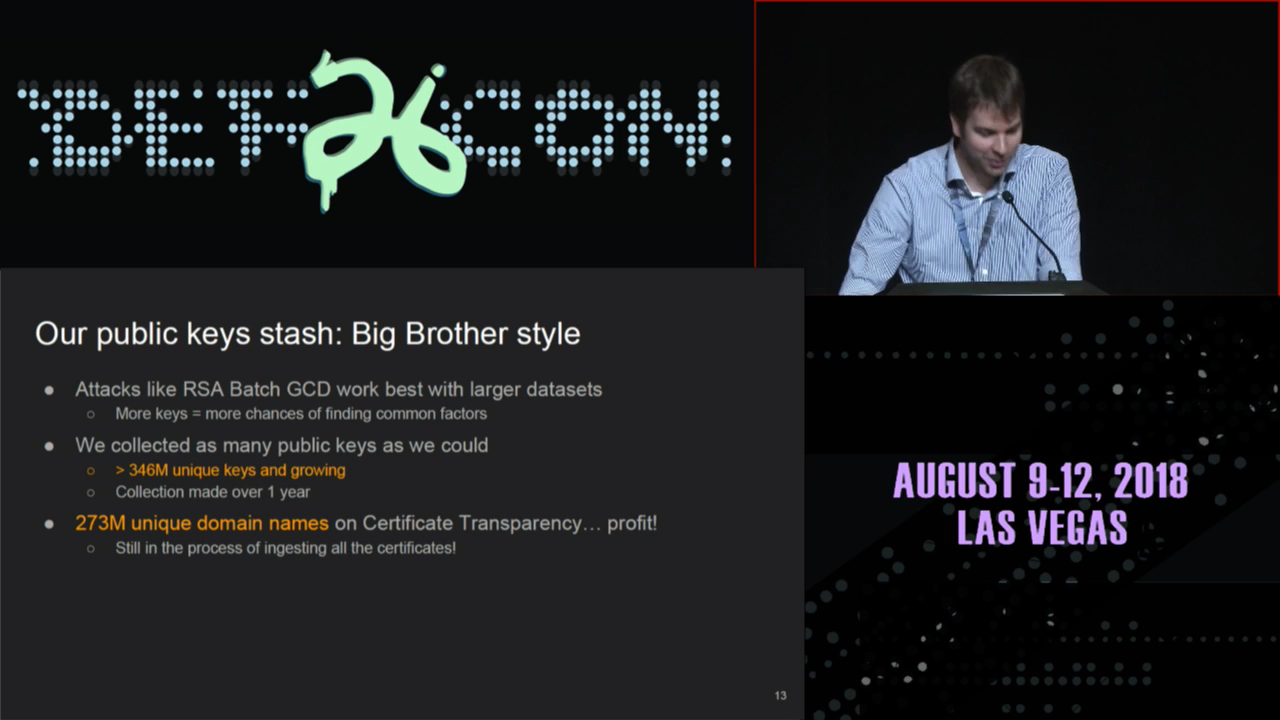 DEF 26 CON
Our public keys stash: Big Brother style
● Attacks like RSA Batch GCD work best with larger datasets
○ More keys = more chances of finding common factors
● We collected as many public keys as we could
○ > 346M unique keys and growing
○ Collection made over 1 year
● 273M unique domain names on Certificate Transparency… profit!
○ Still in the process of ingesting all the certificates!
13
AUGUST 9-12, 2018
LAS VEGAS